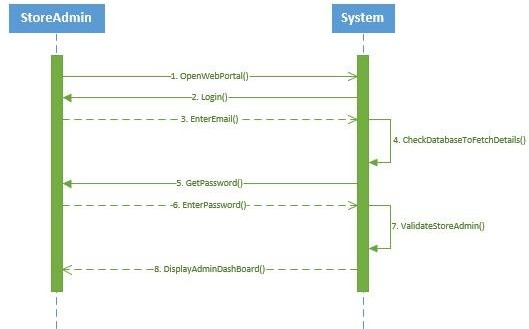 StoreAdmin
System
1. OpenWebPortal()
2. Login()
3. EnterEmail()
4. CheckDatabaseToFetchDetails()
5. GetPassword()
6. EnterPassword()
7. ValidateStoreAdmin()
8. DisplayAdminDashBoard()